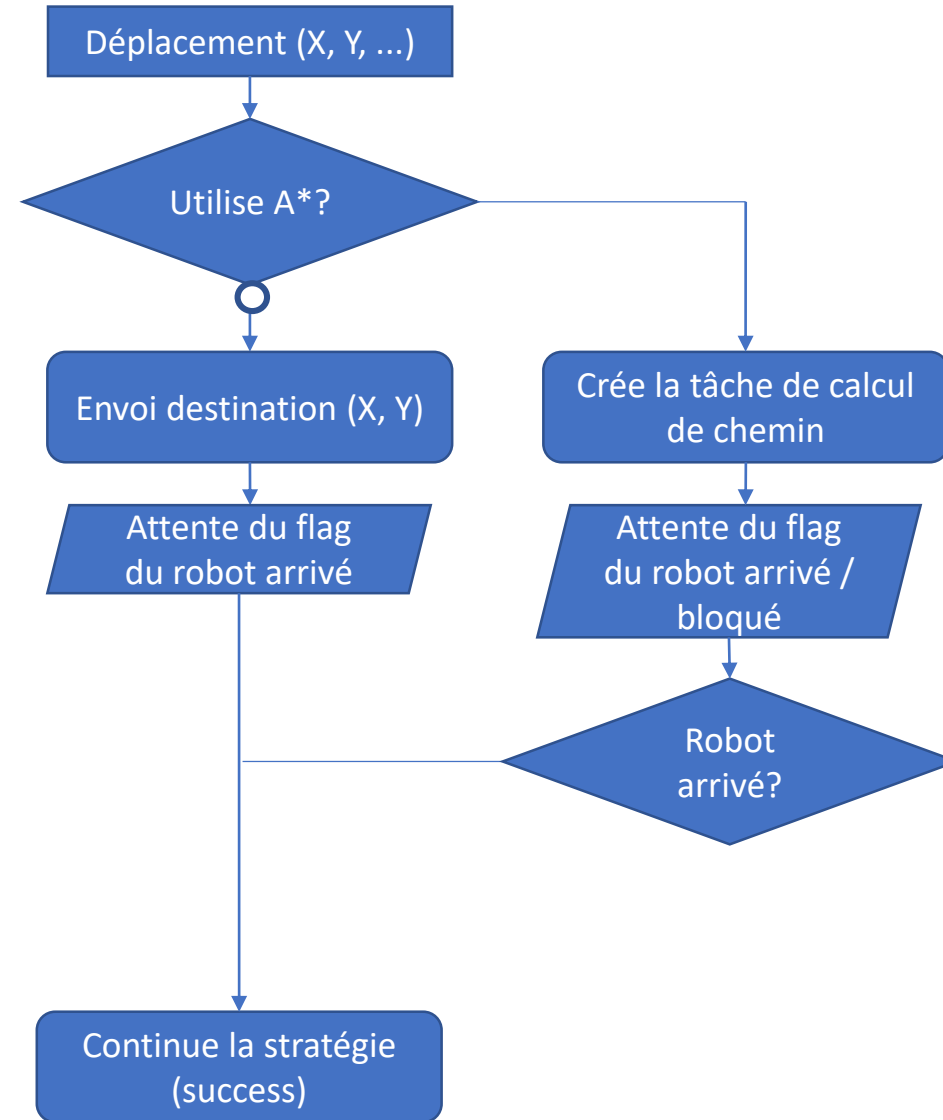 Déplacement (X, Y, ...)
Utilise A*?
Envoi destination (X, Y)
Crée la tâche de calcul
de chemin
Attente du flag
du robot arrivé
Attente du flag
du robot arrivé /
bloqué
Robot
arrivé?
Continue la stratégie
(success)